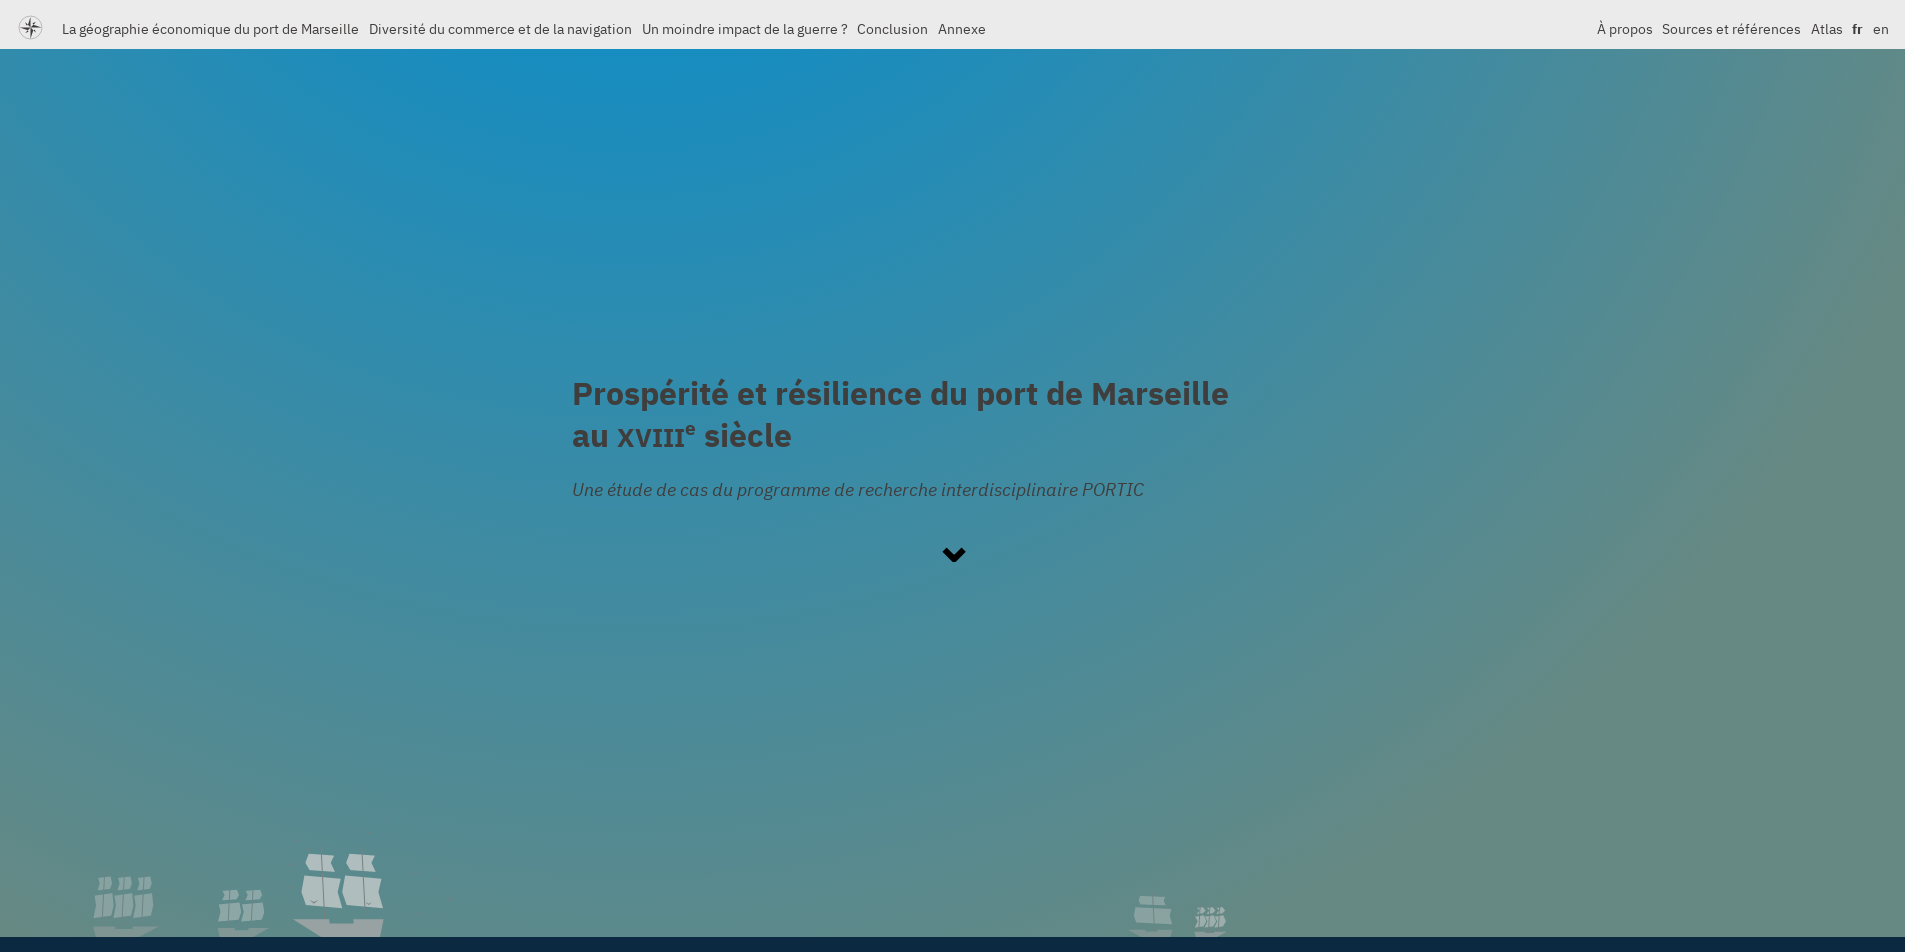 La géographie économique du port de Marseille Diversité du commerce et de la navigation Un moindre impact de la guerre ? Conclusion Annexe À propos Sources et références Atlas fr en
Prospérité et résilience du port de Marseille
au XVIIIe siècle
Une étude de cas du programme de recherche interdisciplinaire PORTIC